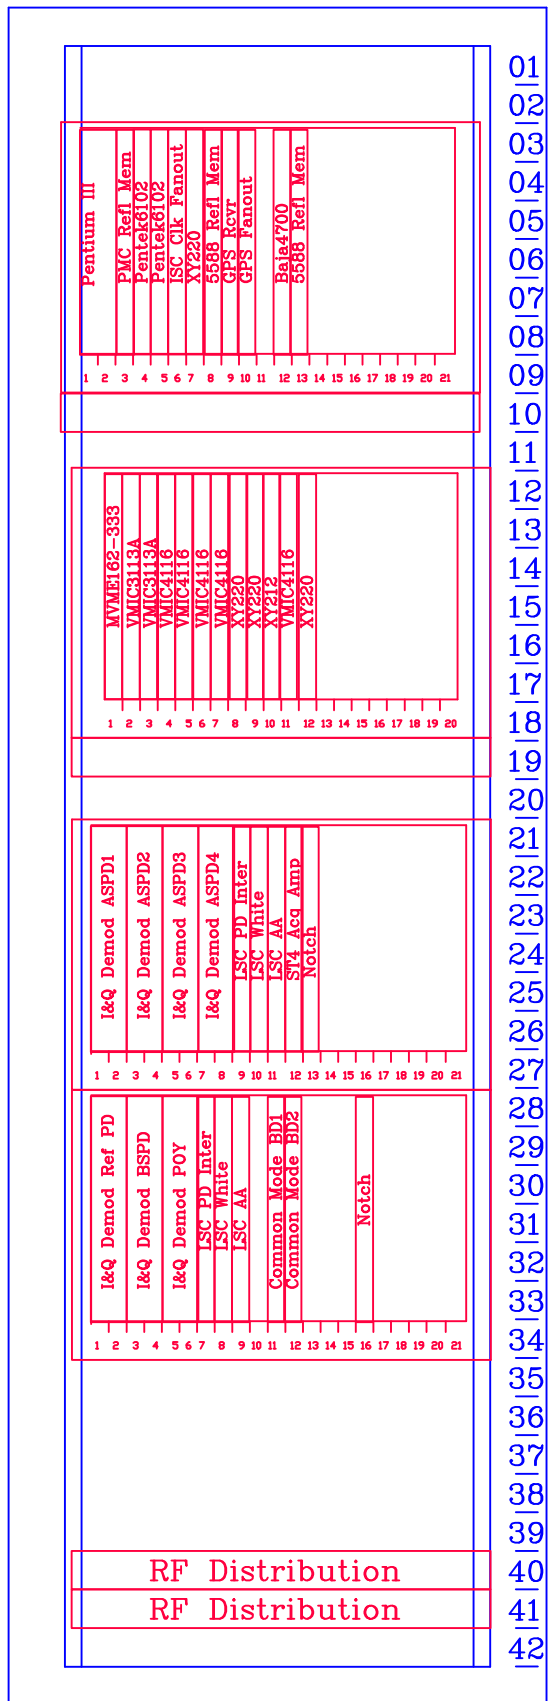 01
02
03
04
05
06
07
08
09
10
11
12
13
14
15
16
17
18
19
20
21
22
23
24
25
26
27
28
29
30
31
32
33
34
35
36
37
38
39
40
41
42
Pentium III
PMC Refl Mem
Pentek6102
Pentek6102
ISC Clk Fanout
XY220
5588 Refl Mem
GPS Rcvr
GPS Fanout
Baja4700
5588 Refl Mem
1 2 3 4 5 6 7 8 9 10 11 12 13 14 15 16 17 18 19 20 21
MVME162-333
VMIC3113A
VMIC3113A
VMIC4116
VMIC4116
VMIC4116
VMIC4116
XY220
XY220
XY212
VMIC4116
XY220
1 2 3 4 5 6 7 8 9 10 11 12 13 14 15 16 17 18 19 20
I&Q Demod ASPD1
I&Q Demod ASPD2
I&Q Demod ASPD3
I&Q Demod ASPD4
LSC PD Inter
LSC White
LSC AA
ST4 Acq Amp
Notch
1 2 3 4 5 6 7 8 9 10 11 12 13 14 15 16 17 18 19 20 21
I&Q Demod Ref PD
I&Q Demod BSPD
I&Q Demod POY
LSC PD Inter
LSC White
LSC AA
Common Mode BD1
Common Mode BD2
Notch
1 2 3 4 5 6 7 8 9 10 11 12 13 14 15 16 17 18 19 20 21
RF Distribution
RF Distribution